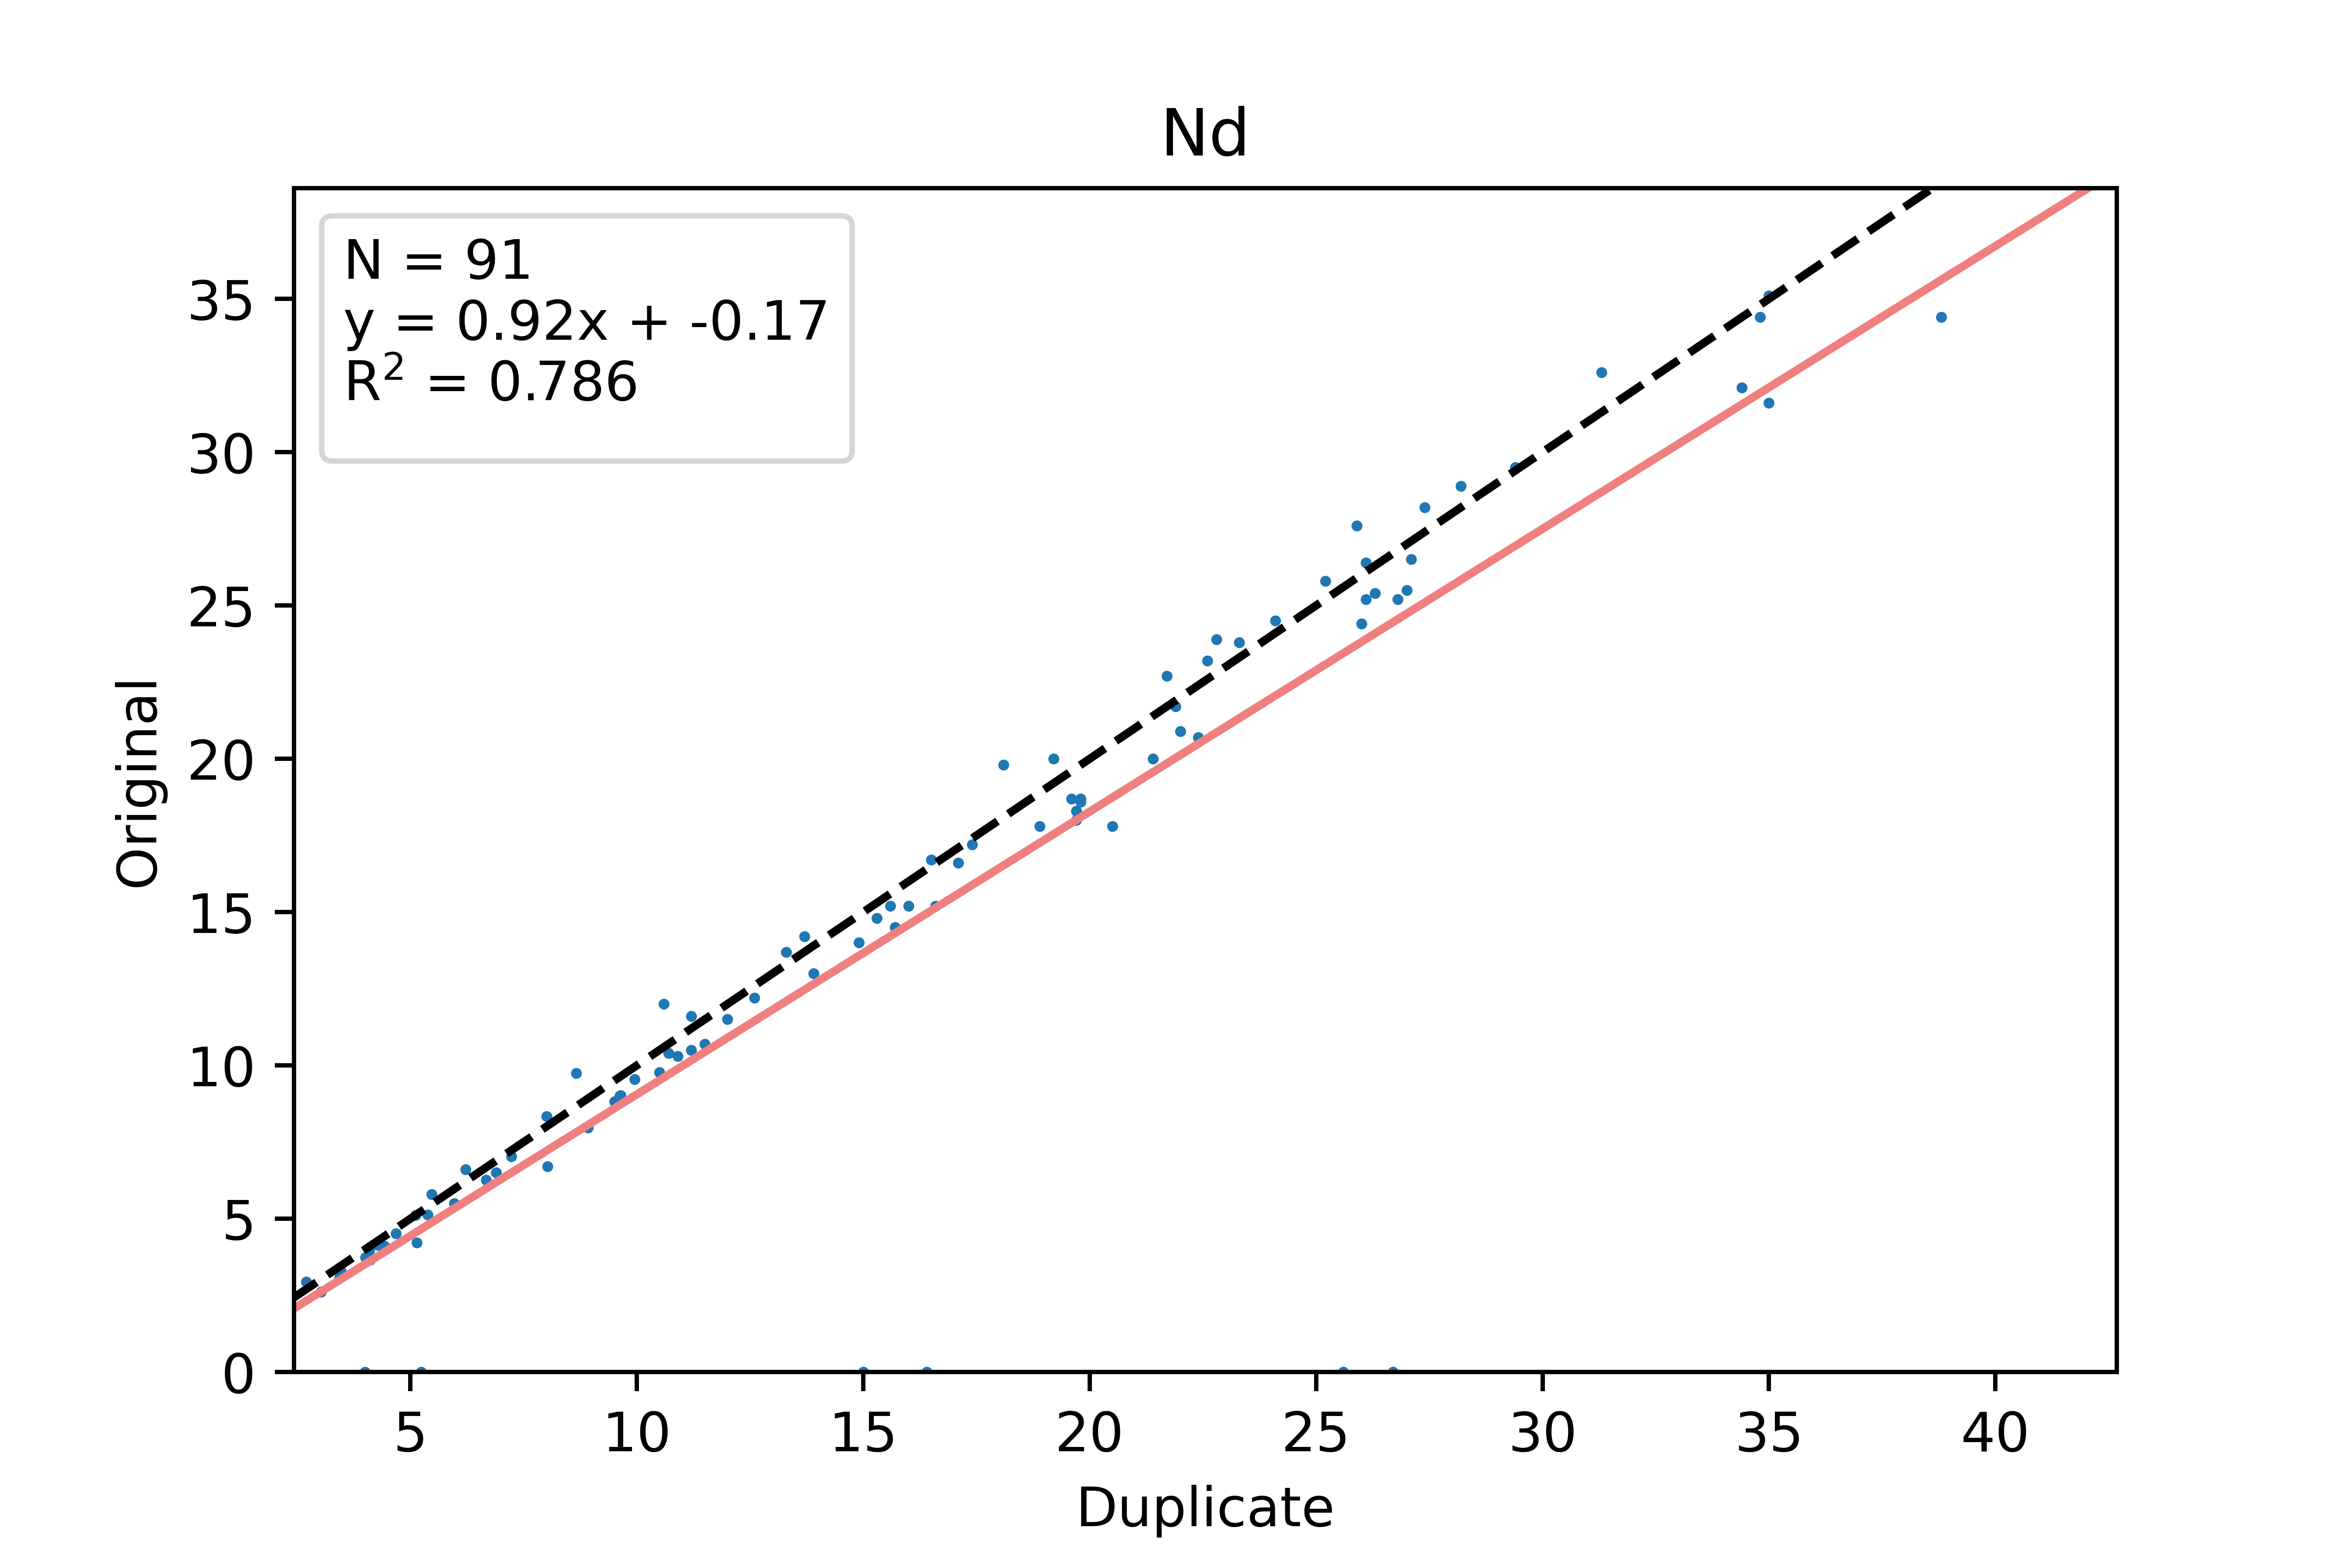 Nd
N = 91
y = 0.92x + -0.17
R² = 0.786
35
30
25
20
15
10
5
0
Original
5 10 15 20 25 30 35 40
Duplicate